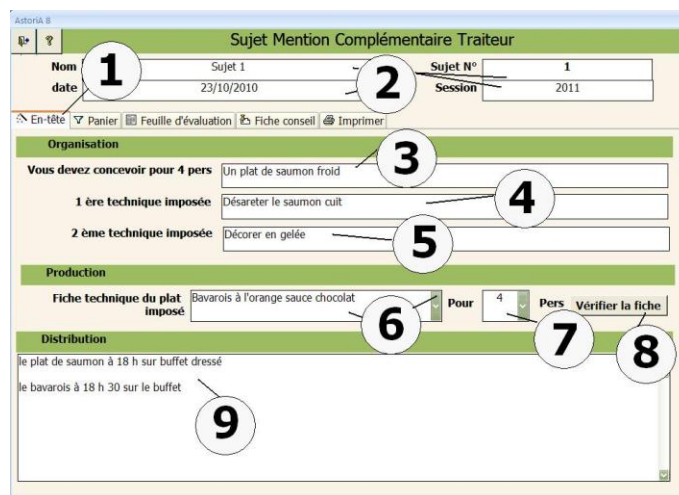 AstoriA 8
? Sujet Mention Complémentaire Traiteur
Nom Sujet 1 Sujet N° 1
date 23/10/2010 Session 2011
1
2
En-tête Panier Feuille d'évaluation Fiche conseil Imprimer
Organisation
Vous devez concevoir pour 4 pers Un plat de saumon froid
3
1 ère technique imposée Désareter le saumon cuit
4
2 ème technique imposée Décorer en gelée
5
Production
Fiche technique du plat imposé Bavarois à l'orange sauce chocolat Pour 4 Pers Vérifier la fiche
6
7
8
Distribution
le plat de saumon à 18 h sur buffet dressé
le bavarois à 18 h 30 sur le buffet
9